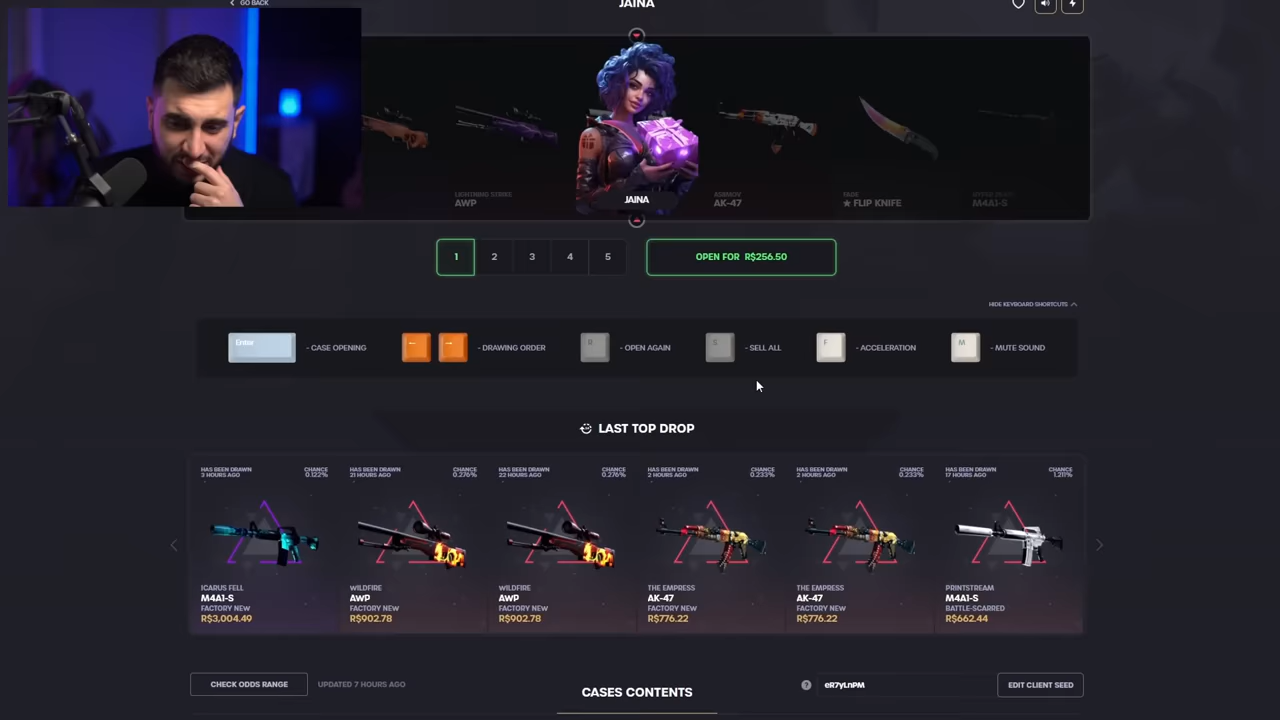 GO BACK
JAINA
LIGHTNING STRIKE
AWP
JAINA
ASIIMOV
AK-47
FADE
★ FLIP KNIFE
M4A1-S
1
2
3
4
5
OPEN FOR R$256.50
HIDE KEYBOARD SHORTCUTS
Enter
- CASE OPENING
←
→
- DRAWING ORDER
R
- OPEN AGAIN
S
- SELL ALL
F
- ACCELERATION
M
- MUTE SOUND
LAST TOP DROP
HAS BEEN DRAWN
CHANCE
HAS BEEN DRAWN
CHANCE
HAS BEEN DRAWN
CHANCE
HAS BEEN DRAWN
CHANCE
HAS BEEN DRAWN
CHANCE
HAS BEEN DRAWN
CHANCE
3 HOURS AGO
0.122%
21 HOURS AGO
0.276%
23 HOURS AGO
0.276%
2 HOURS AGO
0.233%
2 HOURS AGO
0.233%
17 HOURS AGO
1.211%
ICARUS FELL
WILDFIRE
WILDFIRE
THE EMPRESS
THE EMPRESS
PRINTSTREAM
M4A1-S
AWP
AWP
AK-47
AK-47
M4A1-S
FACTORY NEW
FACTORY NEW
FACTORY NEW
FACTORY NEW
FACTORY NEW
BATTLE-SCARRED
R$3,004.49
R$902.78
R$902.78
R$776.22
R$776.22
R$662.44
CHECK ODDS RANGE
UPDATED 7 HOURS AGO
CASES CONTENTS
?
eR7yLnPM
EDIT CLIENT SEED